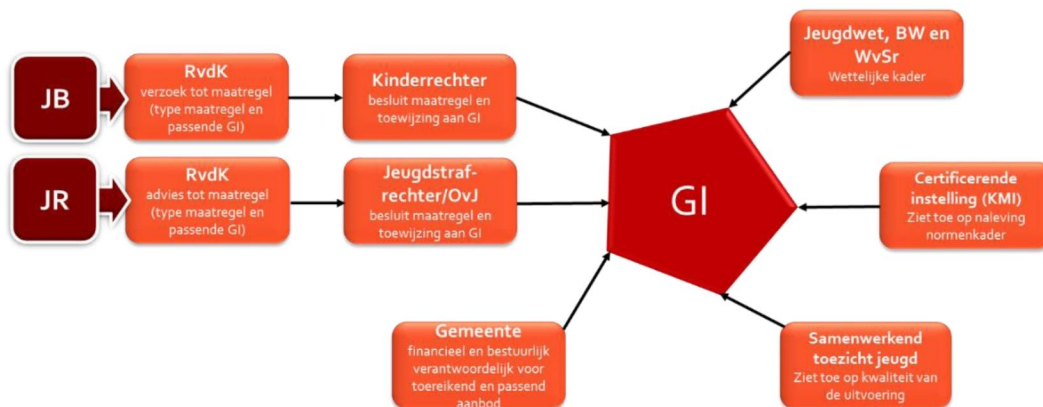 JB
RvdK
verzoek tot maatregel
(type maatregel en
passende GI)
Kinderrechter
besluit maatregel en
toewijzing aan GI
JR
RvdK
advies tot maatregel
(type maatregel en
passende GI)
Jeugdstraf-
rechter/OvJ
besluit maatregel en
toewijzing aan GI
GI
Jeugdwet, BW en
WvSr
Wettelijke kader
Certificerende
instelling (KMI)
Ziet toe op naleving
normenkader
Gemeente
financieel en bestuurlijk
verantwoordelijk voor
toereikend en passend
aanbod
Samenwerkend
toezicht jeugd
Ziet toe op kwaliteit van
de uitvoering